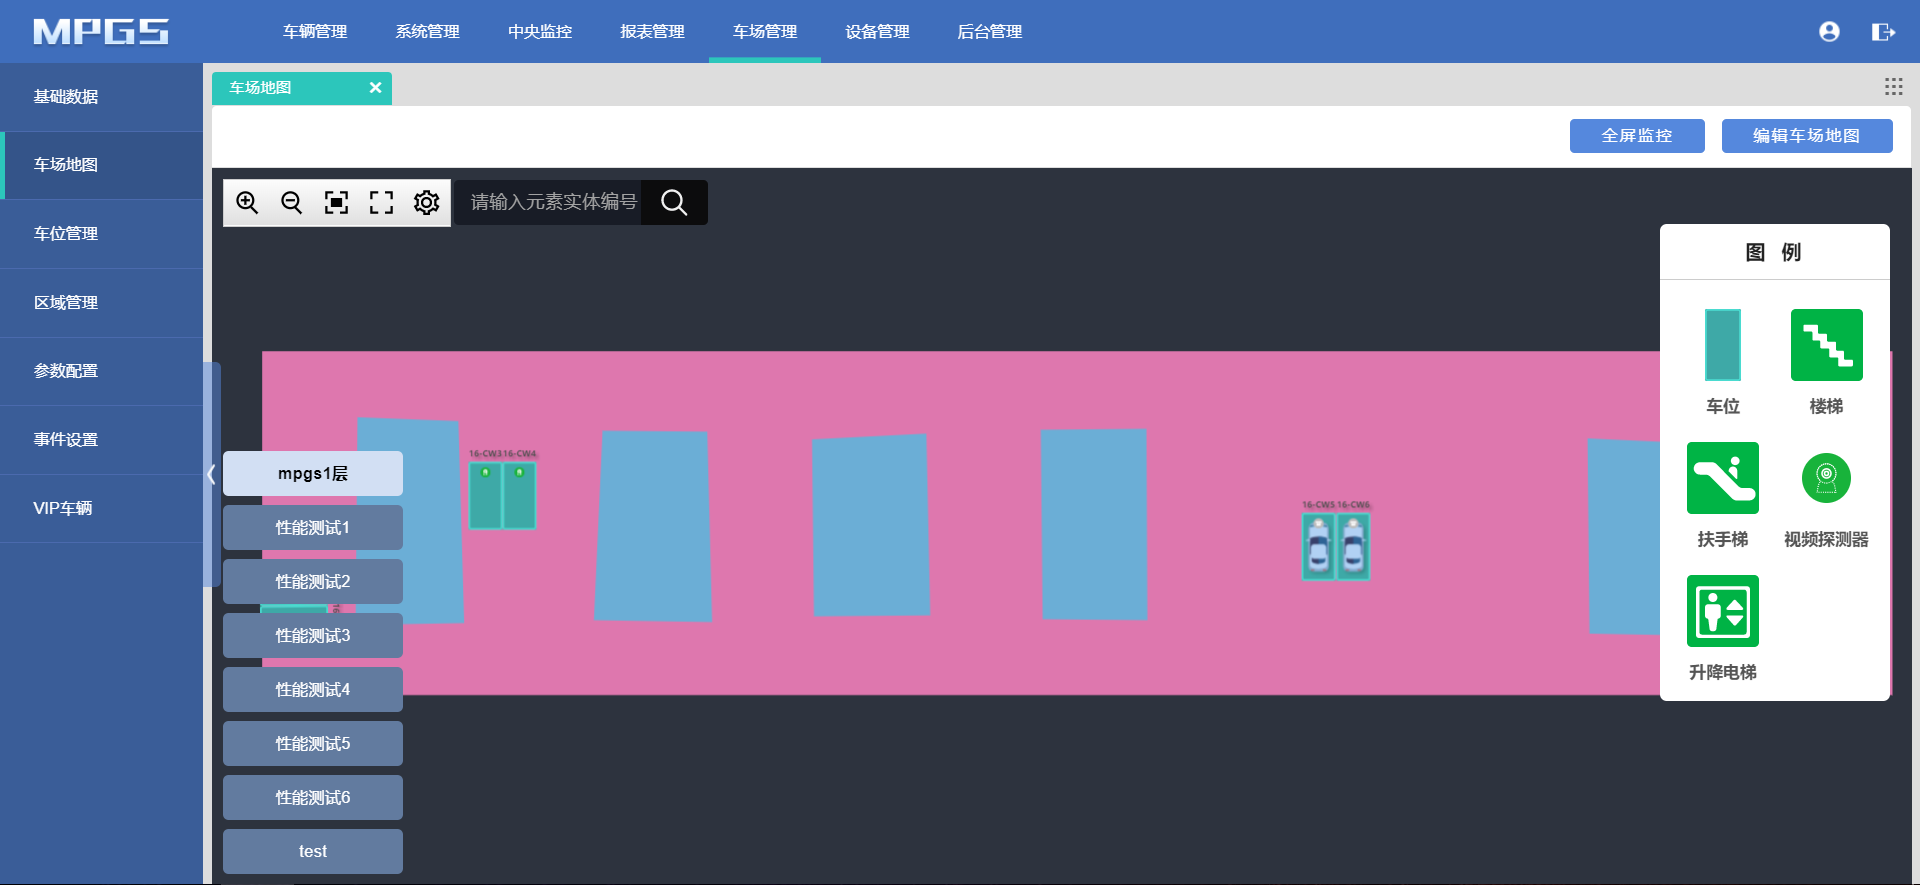 MPGS
车辆管理
系统管理
中央监控
报表管理
车场管理
设备管理
后台管理
基础数据
车场地图
车位管理
区域管理
参数配置
事件设置
VIP车辆
车场地图
全屏监控
编辑车场地图
请输入元素实体编号
16-CW3 16-CW4
16-CW5 16-CW6
mpgs1层
性能测试1
性能测试2
性能测试3
性能测试4
性能测试5
性能测试6
test
图 例
车位
楼梯
扶手梯
视频探测器
升降电梯